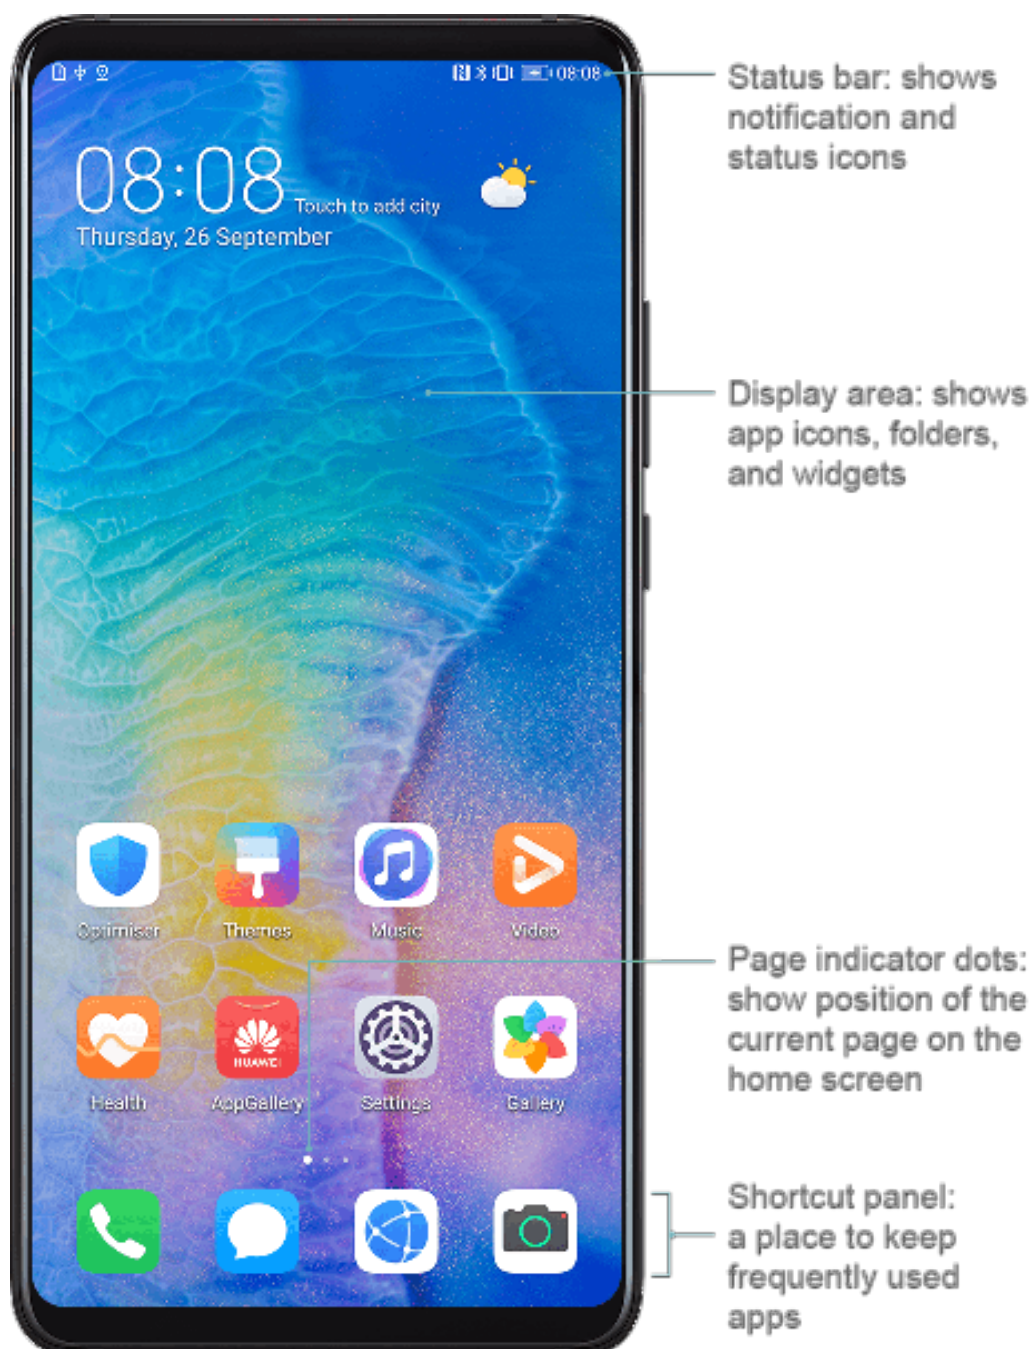 08:08
Status bar: shows
notification and
status icons
08:08 Touch to add city
Thursday, 26 September
Display area: shows
app icons, folders,
and widgets
Optimiser Themes Music Video
Page indicator dots:
show position of the
current page on the
home screen
HUAWEI
Health AppGallery Settings Gallery
Shortcut panel:
a place to keep
frequently used
apps